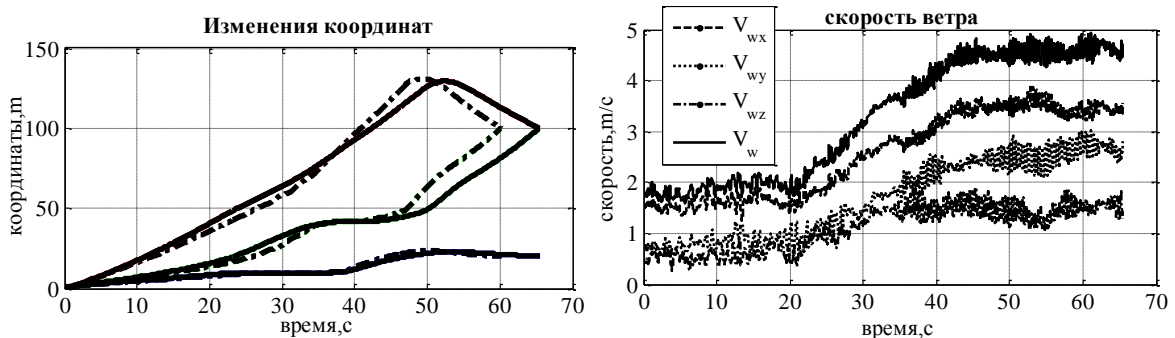 Изменения координат
150
100
50
0
0 10 20 30 40 50 60 70
координаты,m
время,с
скорость ветра
V_wx
V_wy
V_wz
V_w
5
4
3
2
1
0
0 10 20 30 40 50 60 70
скорость,m/с
время,с